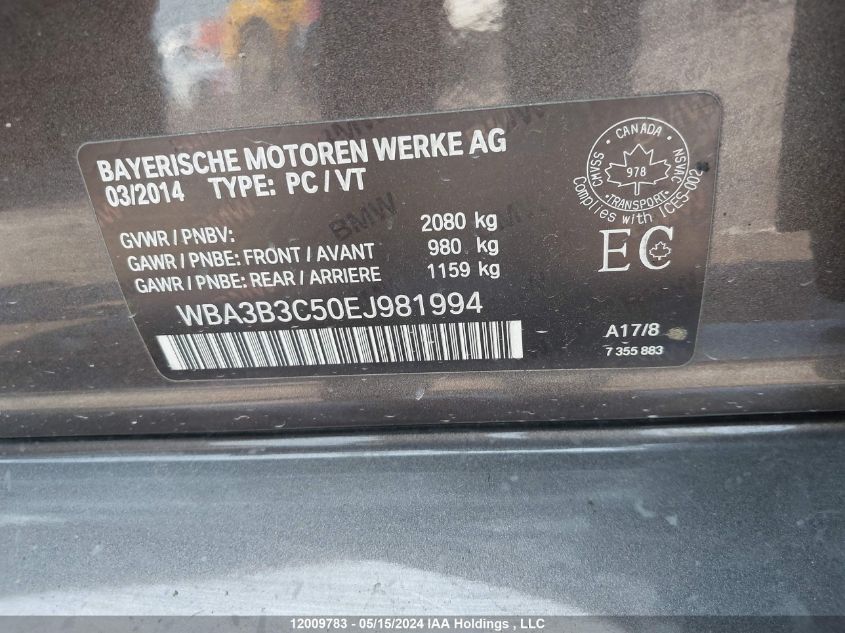 BAYERISCHE MOTOREN WERKE AG
03/2014 TYPE: PC / VT
GVWR / PNBV: 2080 kg
GAWR / PNBE: FRONT / AVANT 980 kg
GAWR / PNBE: REAR / ARRIERE 1159 kg
WBA3B3C50EJ981994
CANADA
CMVSS
NSVAC
978
TRANSPORT
Complies with ICES-002
EC
A17/8
7 355 883
BMW
12009783 - 05/15/2024 IAA Holdings , LLC